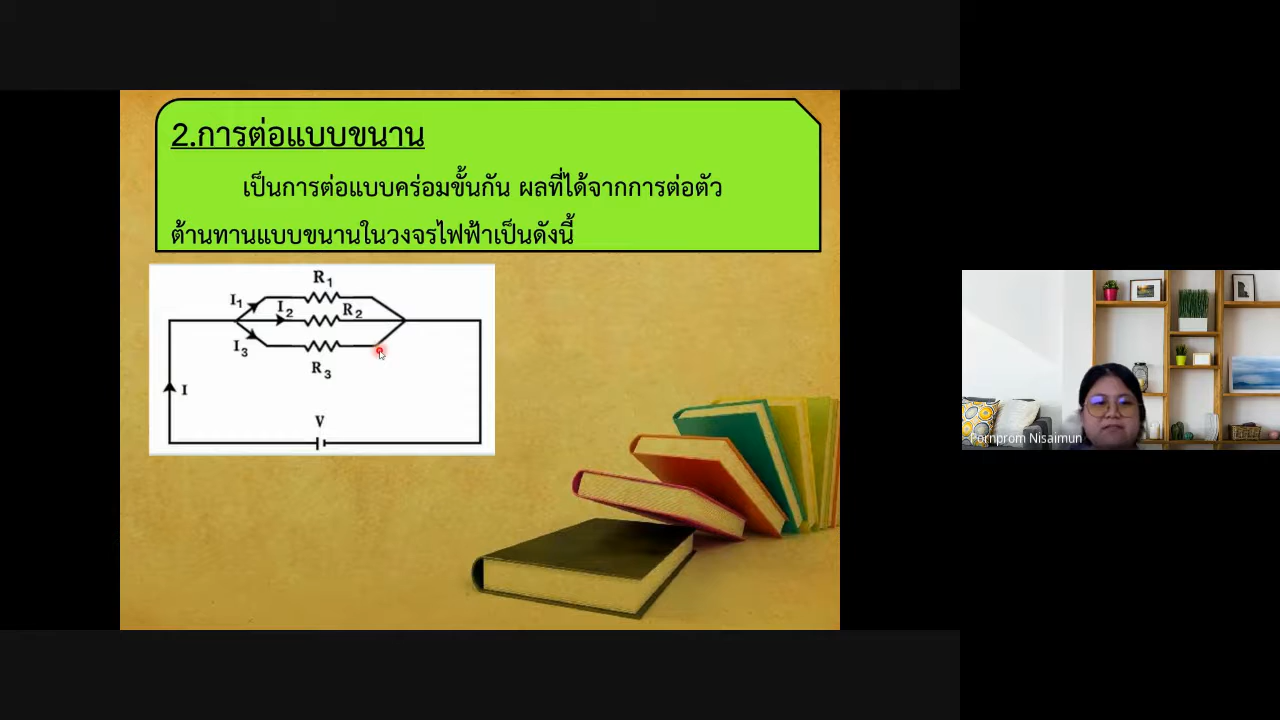 2.การต่อแบบขนาน
เป็นการต่อแบบคร่อมขั้นกัน ผลที่ได้จากการต่อตัว
ต้านทานแบบขนานในวงจรไฟฟ้าเป็นดังนี้
R1
I1
I2
R2
I3
R3
I
V
Pornprom Nisaimun